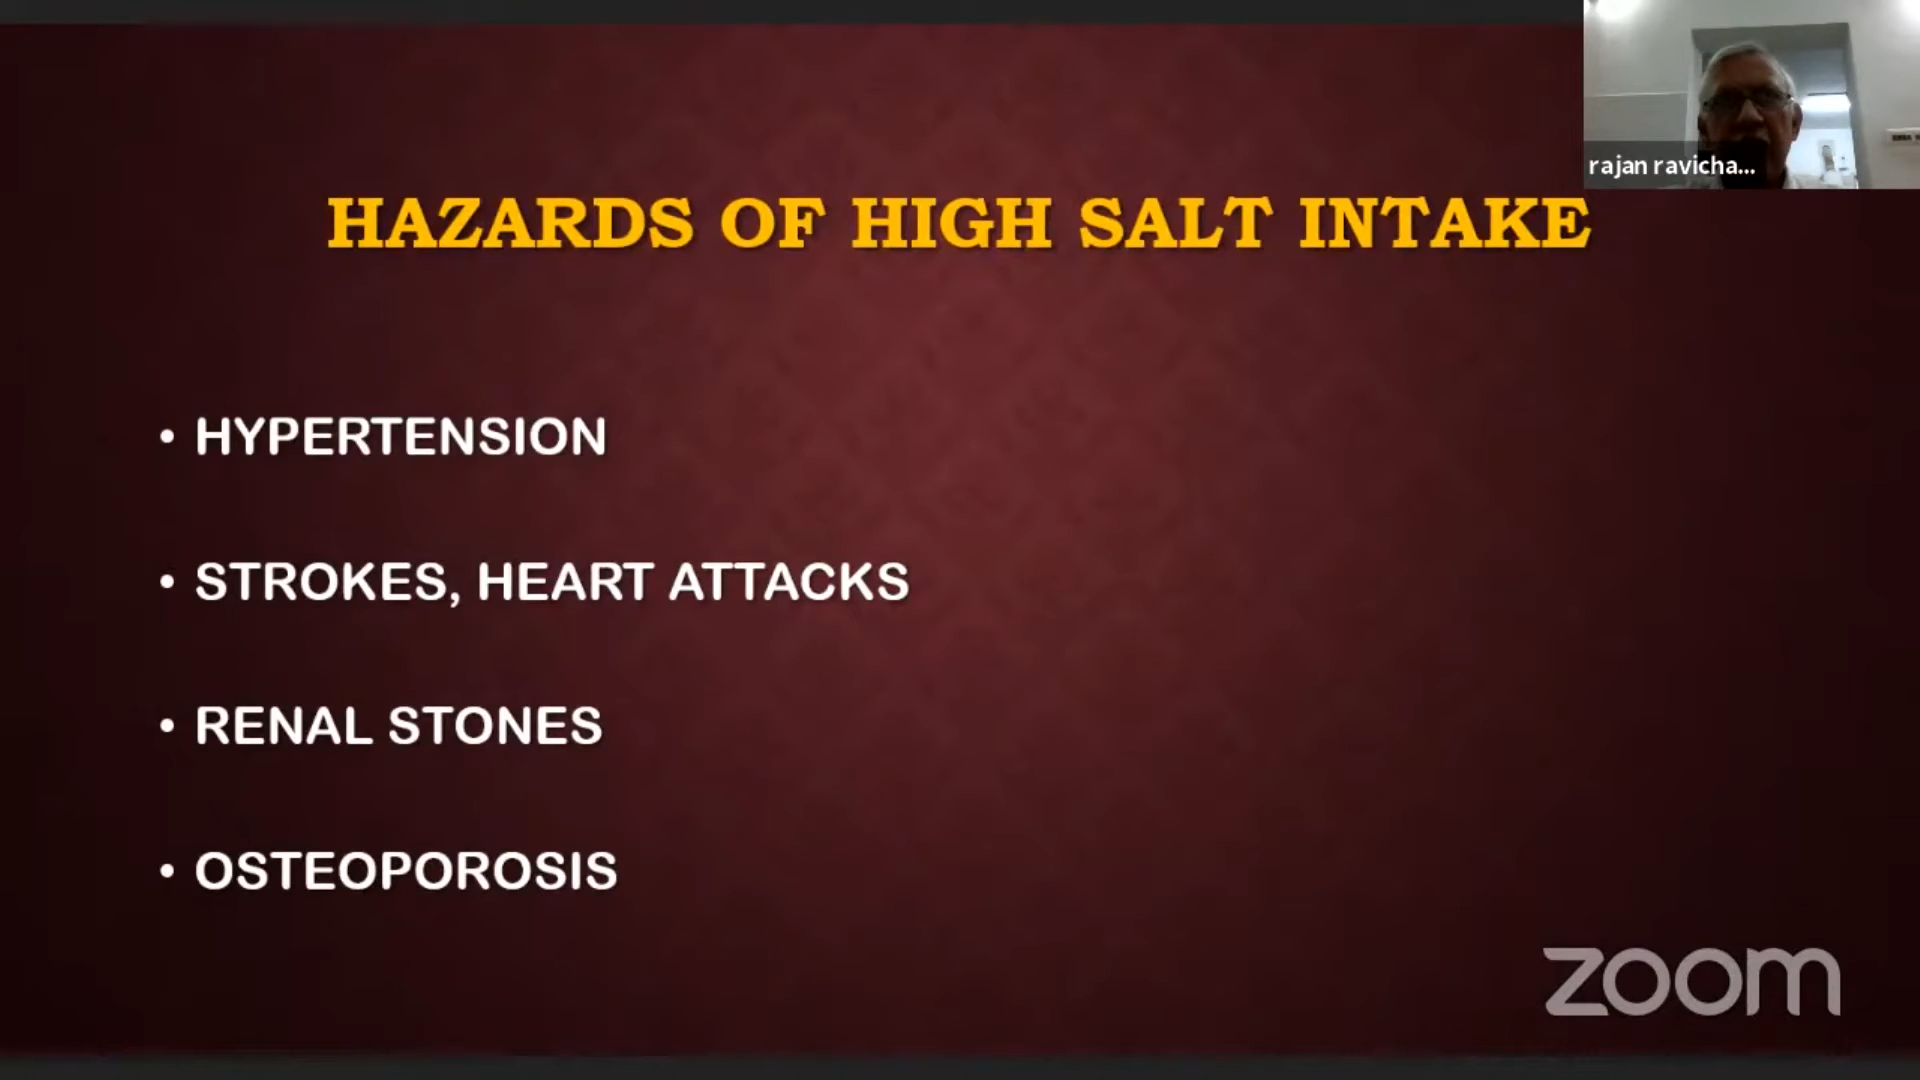 rajan ravicha...
HAZARDS OF HIGH SALT INTAKE
• HYPERTENSION
• STROKES, HEART ATTACKS
• RENAL STONES
• OSTEOPOROSIS
zoom